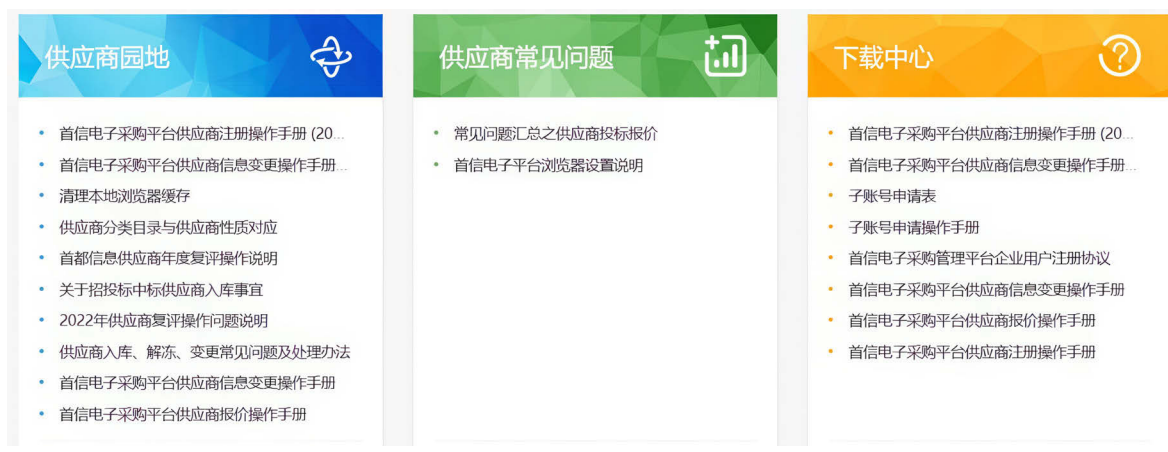 供应商园地
首信电子采购平台供应商注册操作手册 (20...
首信电子采购平台供应商信息变更操作手册...
清理本地浏览器缓存
供应商分类目录与供应商性质对应
首都信息供应商年度复评操作说明
关于招投标中标供应商入库事宜
2022年供应商复评操作问题说明
供应商入库、解冻、变更常见问题及处理办法
首信电子采购平台供应商信息变更操作手册
首信电子采购平台供应商报价操作手册
供应商常见问题
常见问题汇总之供应商投标报价
首信电子平台浏览器设置说明
下载中心
首信电子采购平台供应商注册操作手册 (20...
首信电子采购平台供应商信息变更操作手册...
子账号申请表
子账号申请操作手册
首信电子采购管理平台企业用户注册协议
首信电子采购平台供应商信息变更操作手册
首信电子采购平台供应商报价操作手册
首信电子采购平台供应商注册操作手册